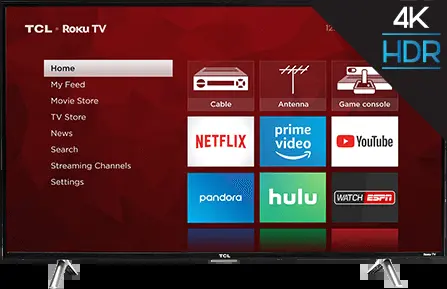 TCL • Roku TV
12
4K
HDR
Home
My Feed
Movie Store
TV Store
News
Search
Streaming Channels
Settings
Cable
Antenna
Game console
NETFLIX
prime video
YouTube
pandora
hulu
WATCH ESPN
TCL
Roku TV